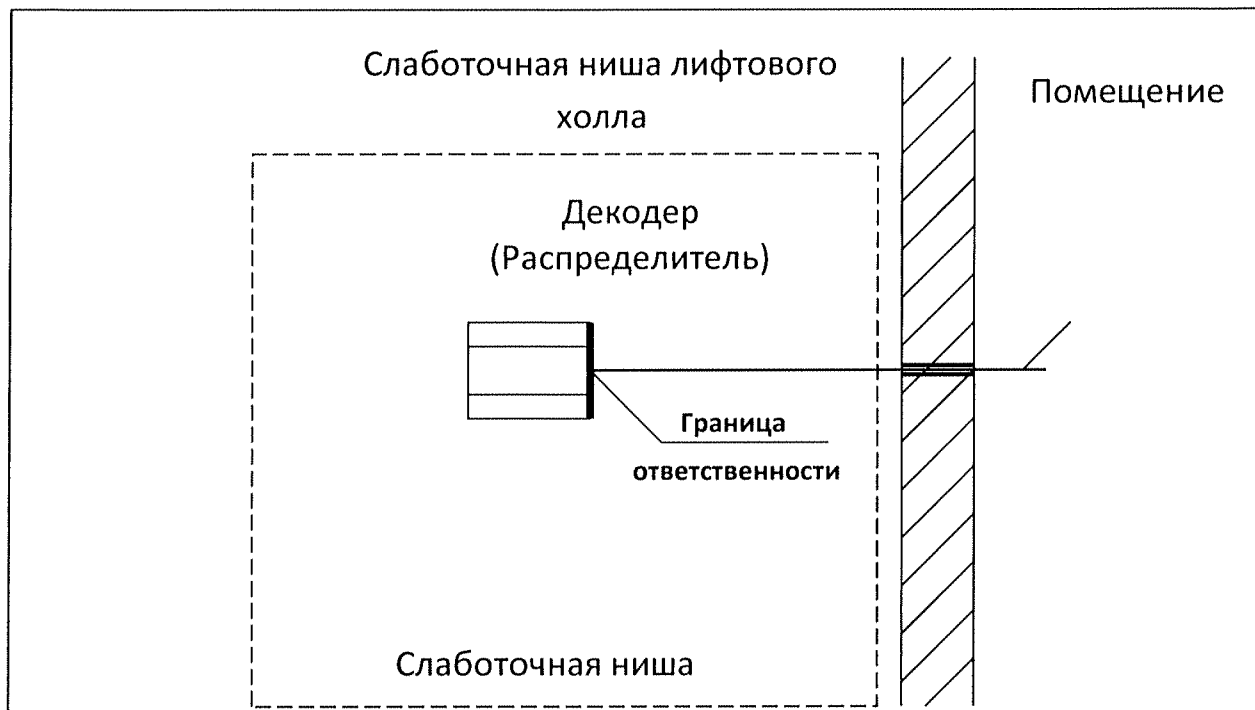 Слаботочная ниша лифтового
холла
Помещение
Декодер
(Распределитель)
Граница
ответственности
Слаботочная ниша